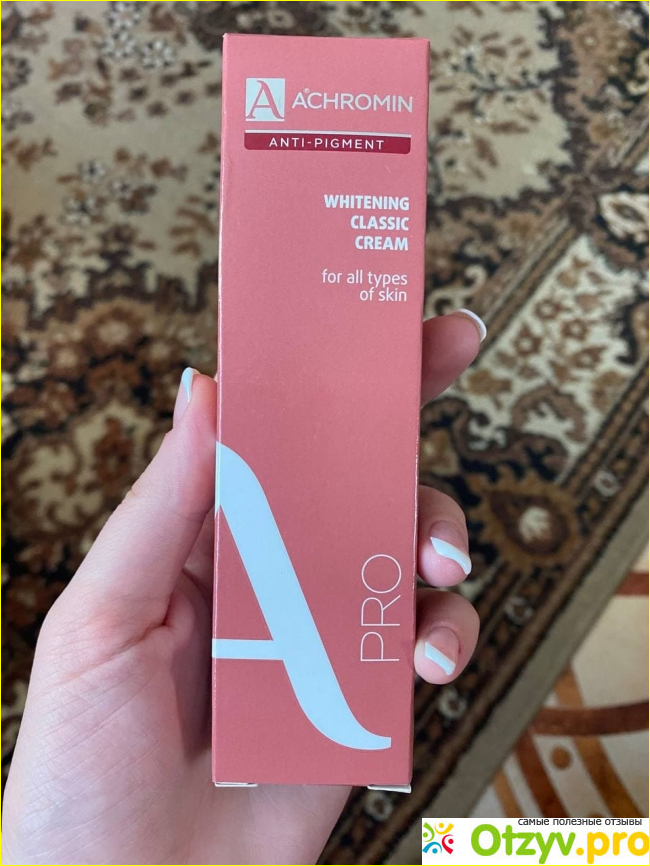 A
ACHROMIN
ANTI-PIGMENT
WHITENING
CLASSIC
CREAM
for all types
of skin
A
PRO
самые полезные отзывы
Otzyv.pro